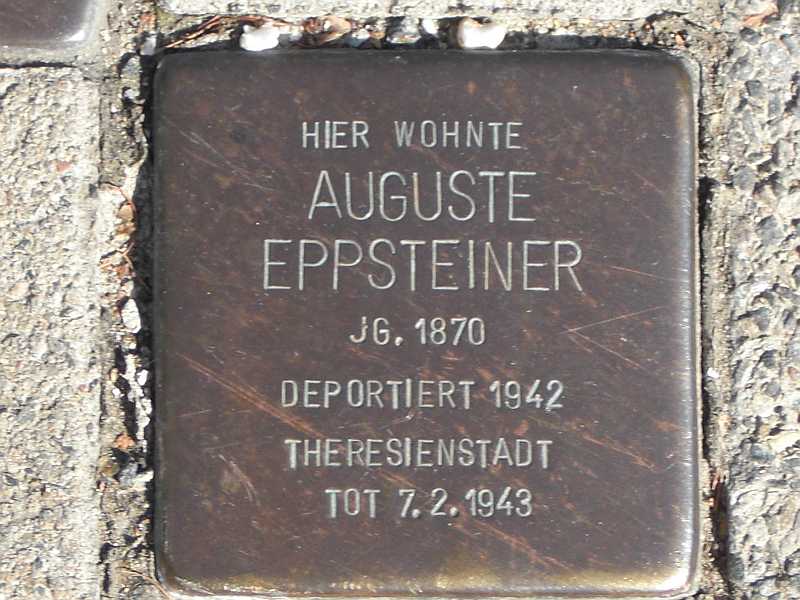 HIER WOHNTE
AUGUSTE
EPPSTEINER
JG. 1870
DEPORTIERT 1942
THERESIENSTADT
TOT 7.2.1943